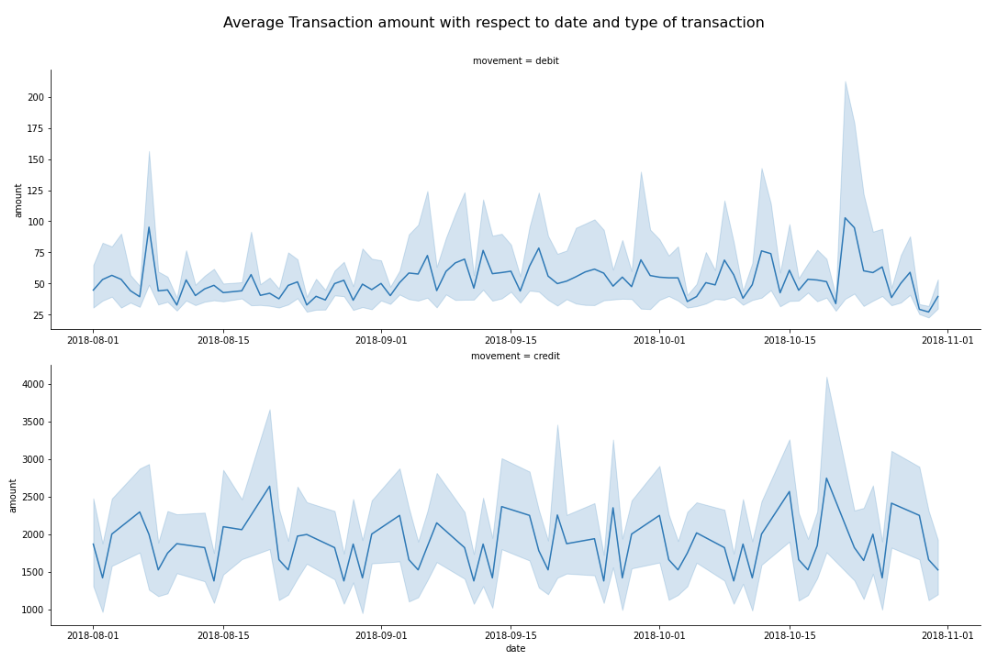 Average Transaction amount with respect to date and type of transaction
movement = debit
200
175
150
125
100
75
50
25
amount
2018-08-01 2018-08-15 2018-09-01 2018-09-15 2018-10-01 2018-10-15 2018-11-01
movement = credit
4000
3500
3000
2500
2000
1500
1000
amount
2018-08-01 2018-08-15 2018-09-01 2018-09-15 2018-10-01 2018-10-15 2018-11-01
date